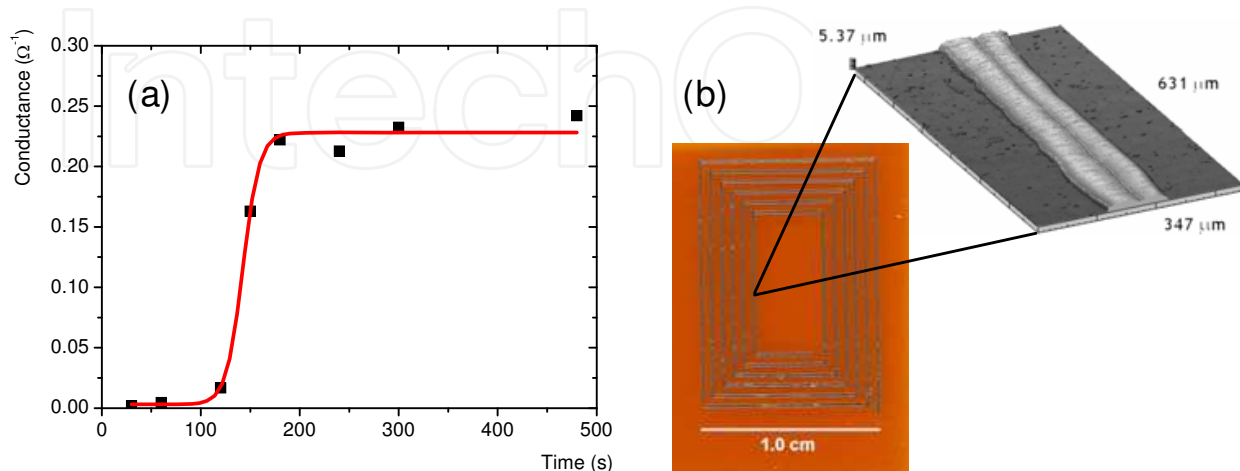 0.30
0.25
0.20
0.15
0.10
0.05
0.00
Conductance (Ω⁻¹)
(a)
0
100
200
300
400
500
Time (s)
IntechO
(b)
5.37 μm
631 μm
347 μm
1.0 cm